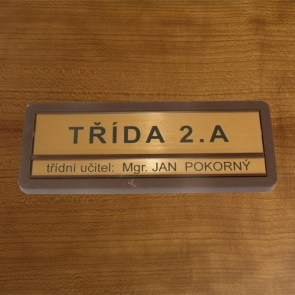 TŘÍDA 2.A
třídní učitel: Mgr. JAN POKORNÝ